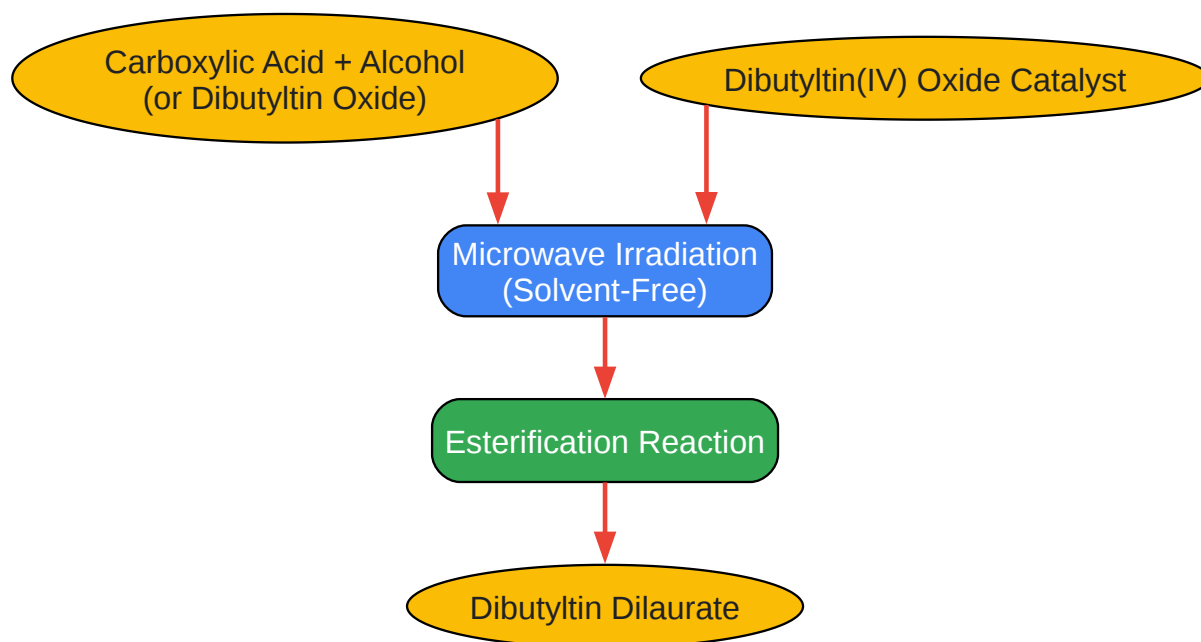 Carboxylic Acid + Alcohol
(or Dibutyltin Oxide)
Dibutyltin(IV) Oxide Catalyst
Microwave Irradiation
(Solvent-Free)
Esterification Reaction
Dibutyltin Dilaurate